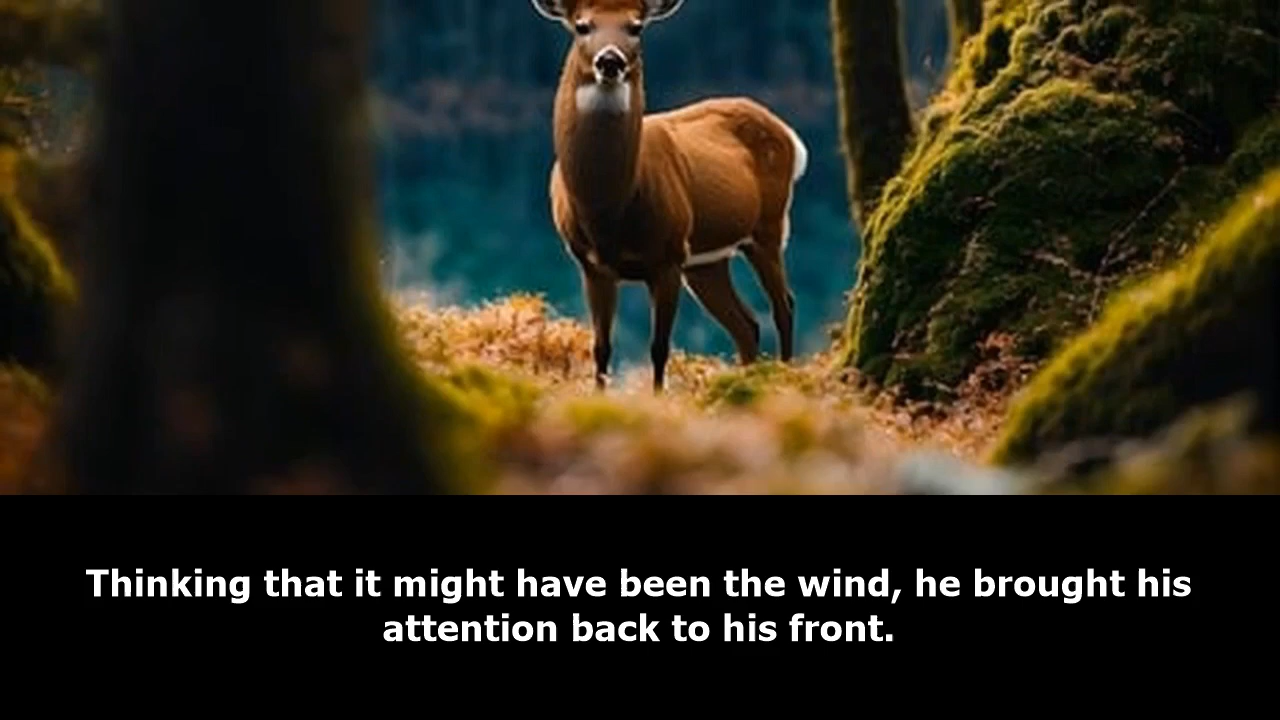 Thinking that it might have been the wind, he brought his
attention back to his front.